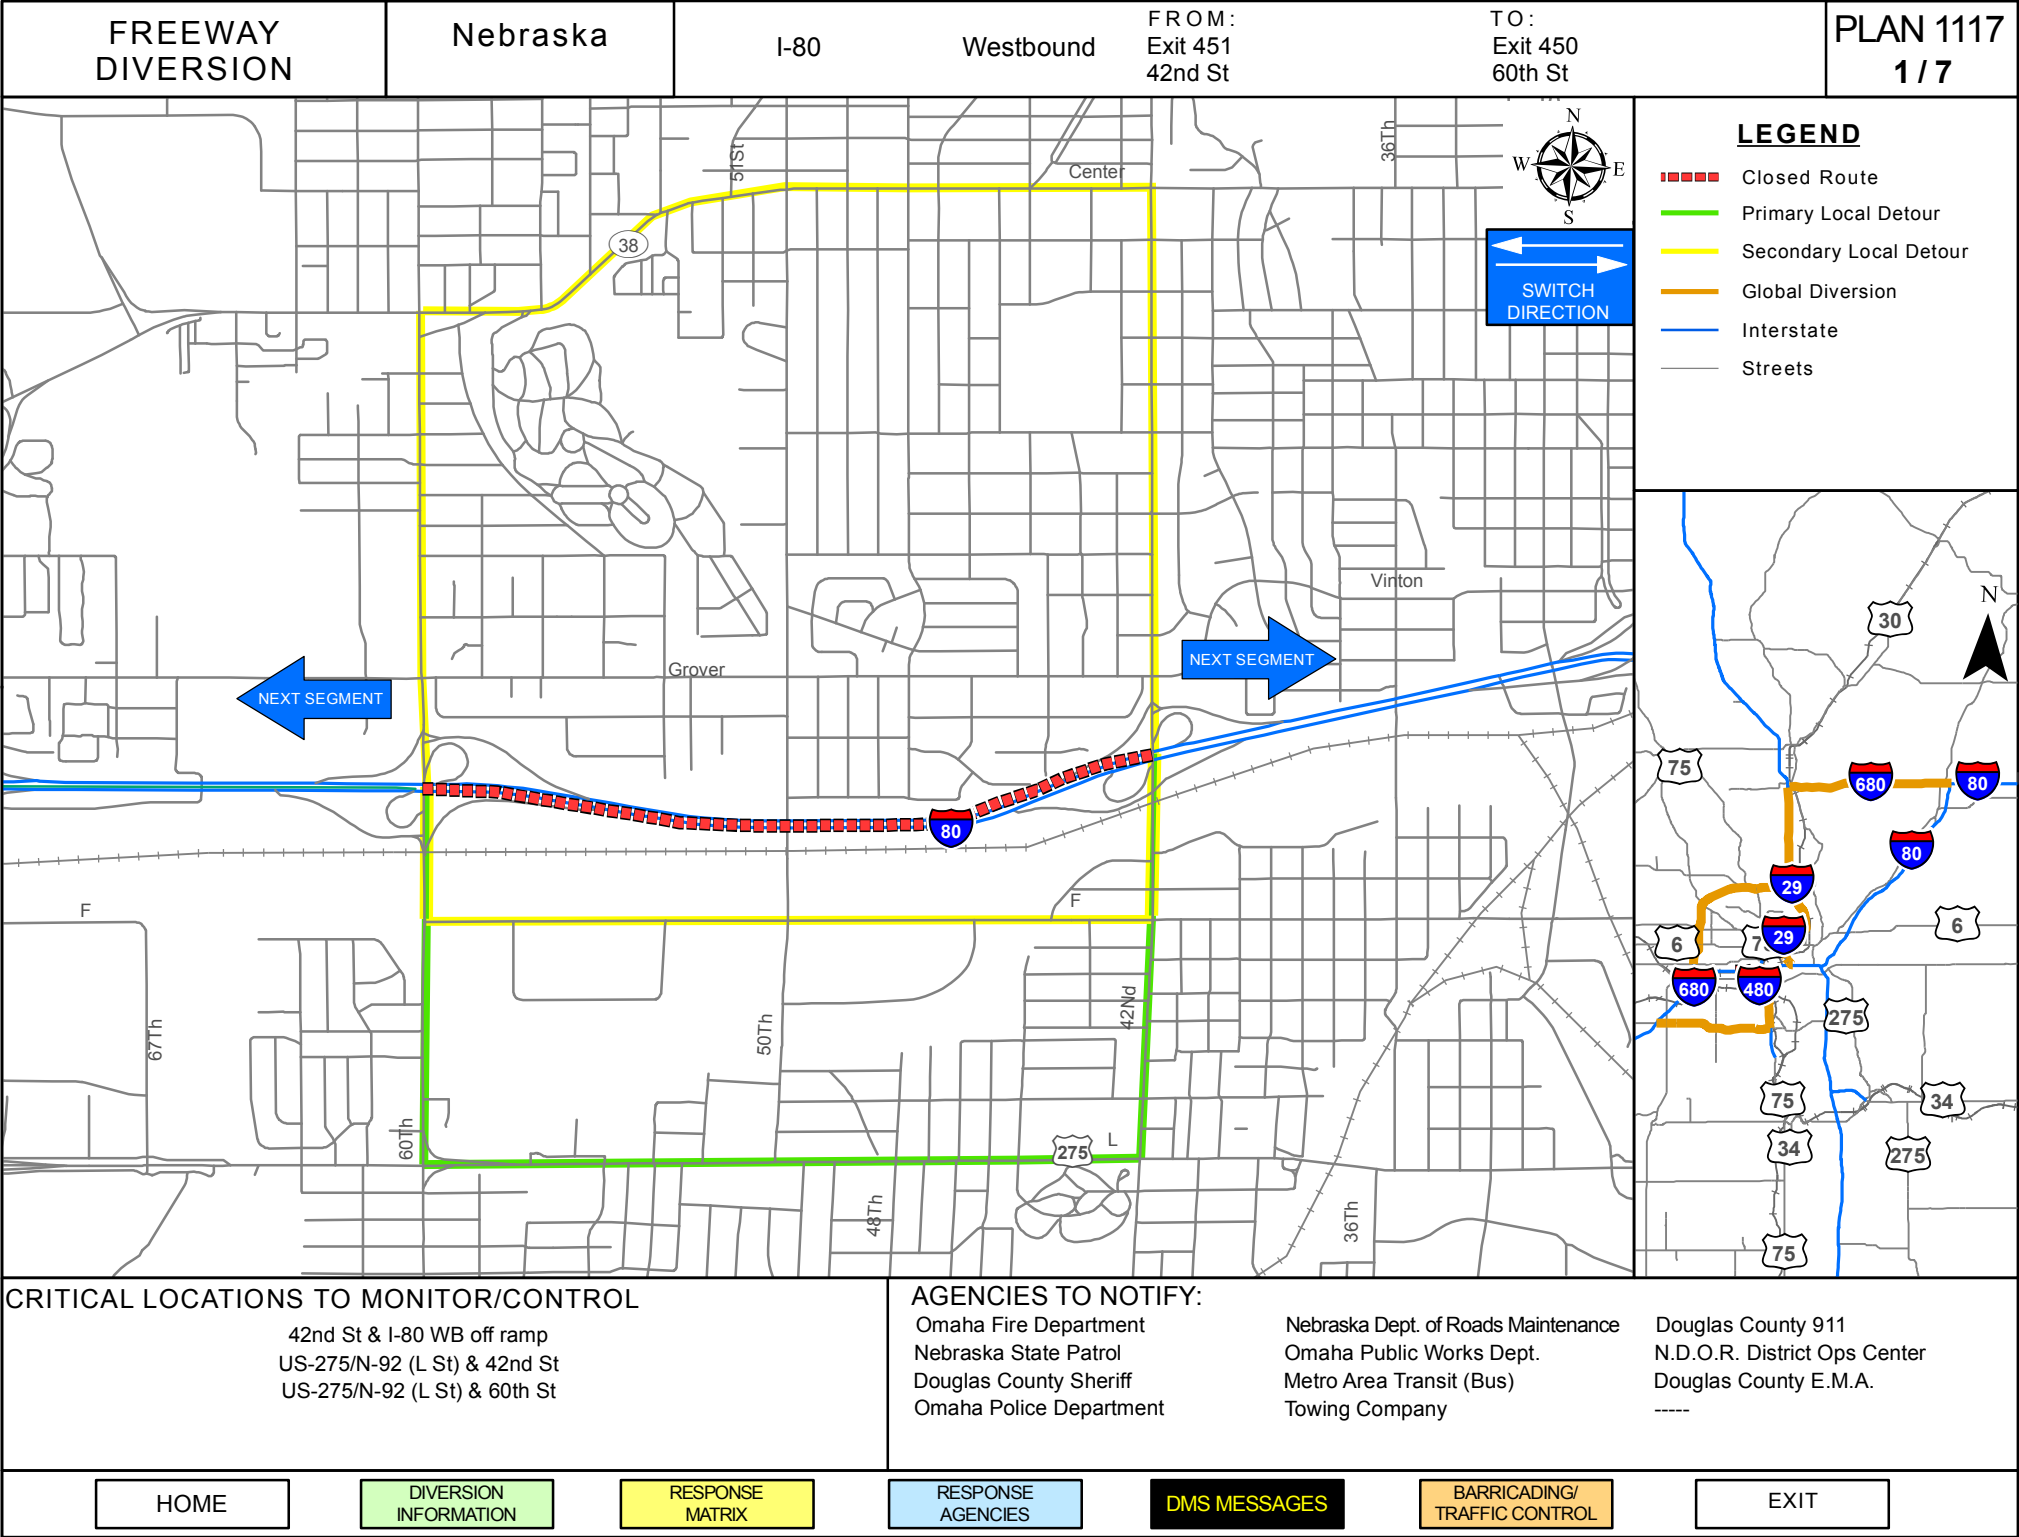 FREEWAY
DIVERSION
Nebraska
I-80
Westbound
FROM:
Exit 451
42nd St
TO:
Exit 450
60th St
PLAN 1117
1 / 7
LEGEND
Closed Route
Primary Local Detour
Secondary Local Detour
Global Diversion
Interstate
Streets
N
W
E
S
SWITCH
DIRECTION
51St
Center
36Th
38
Vinton
Grover
NEXT SEGMENT
NEXT SEGMENT
80
F
F
67Th
60Th
50Th
42Nd
275
L
48Th
36Th
N
30
75
680
80
80
29
29
6
6
7
680
480
275
75
34
34
275
75
CRITICAL LOCATIONS TO MONITOR/CONTROL
42nd St & I-80 WB off ramp
US-275/N-92 (L St) & 42nd St
US-275/N-92 (L St) & 60th St
AGENCIES TO NOTIFY:
Omaha Fire Department
Nebraska State Patrol
Douglas County Sheriff
Omaha Police Department
Nebraska Dept. of Roads Maintenance
Omaha Public Works Dept.
Metro Area Transit (Bus)
Towing Company
Douglas County 911
N.D.O.R. District Ops Center
Douglas County E.M.A.
-----
HOME
DIVERSION
INFORMATION
RESPONSE
MATRIX
RESPONSE
AGENCIES
DMS MESSAGES
BARRICADING/
TRAFFIC CONTROL
EXIT